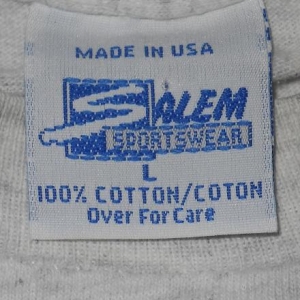 MADE IN USA
SALEM
SPORTSWEAR
L
100% COTTON/COTON
Over For Care